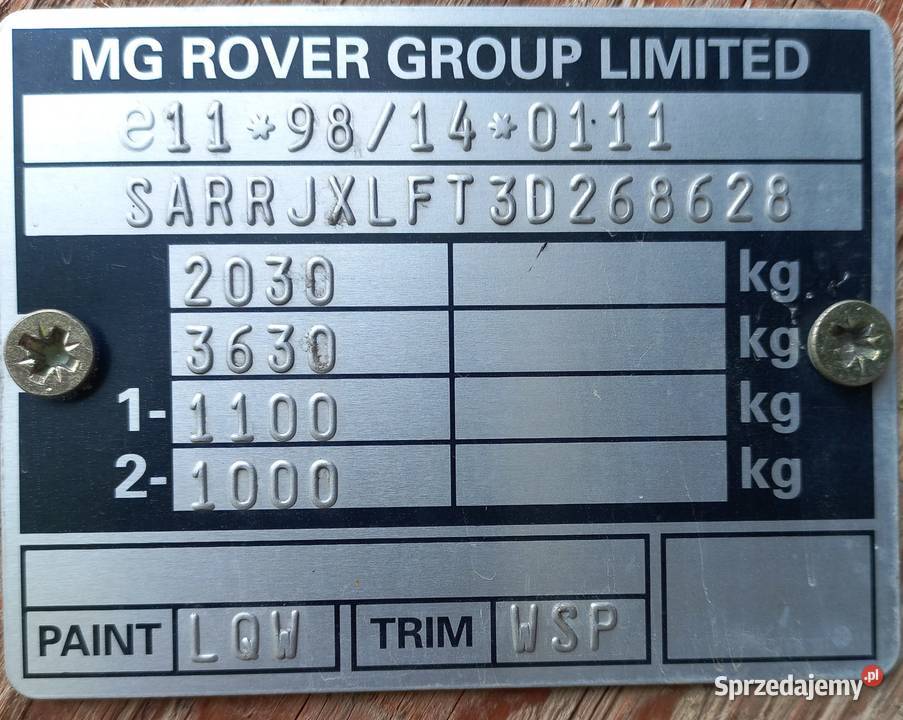 MG ROVER GROUP LIMITED
e11*98/14*0111
SARRJXLFT3D268628
2030 kg
3630 kg
1- 1100 kg
2- 1000 kg
PAINT LQW TRIM WSP
Sprzedajemy.pl